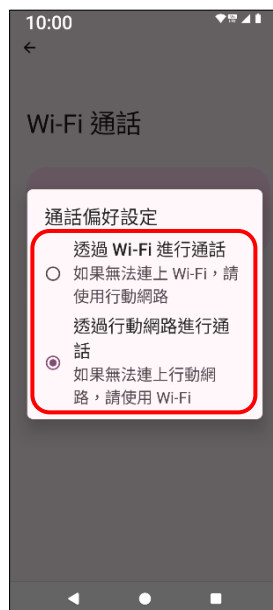 10:00
Wi-Fi 通話
通話偏好設定
透過 Wi-Fi 進行通話
如果無法連上 Wi-Fi，請
使用行動網路
透過行動網路進行通
話
如果無法連上行動網
路，請使用 Wi-Fi